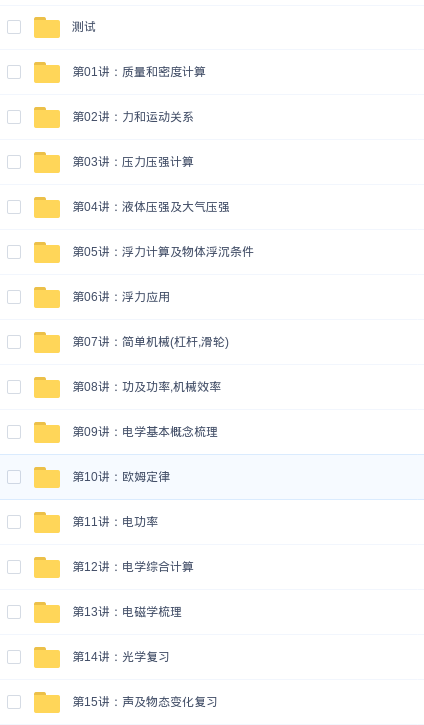 测试
第01讲：质量和密度计算
第02讲：力和运动关系
第03讲：压力压强计算
第04讲：液体压强及大气压强
第05讲：浮力计算及物体浮沉条件
第06讲：浮力应用
第07讲：简单机械(杠杆,滑轮)
第08讲：功及功率,机械效率
第09讲：电学基本概念梳理
第10讲：欧姆定律
第11讲：电功率
第12讲：电学综合计算
第13讲：电磁学梳理
第14讲：光学复习
第15讲：声及物态变化复习